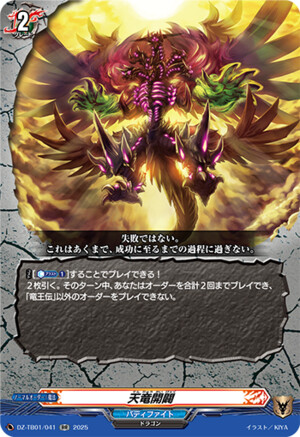 2
グレード
失敗ではない。
これはあくまで、成功に至るまでの過程に過ぎない。
1することでプレイできる！
2枚引く。そのターン中、あなたはオーダーを合計2回までプレイでき、
「竜王伝」以外のオーダーをプレイできない。
天竜開闢
バディファイト
ドラゴン
DZ-TB01/041
2025
イラスト／KIYA